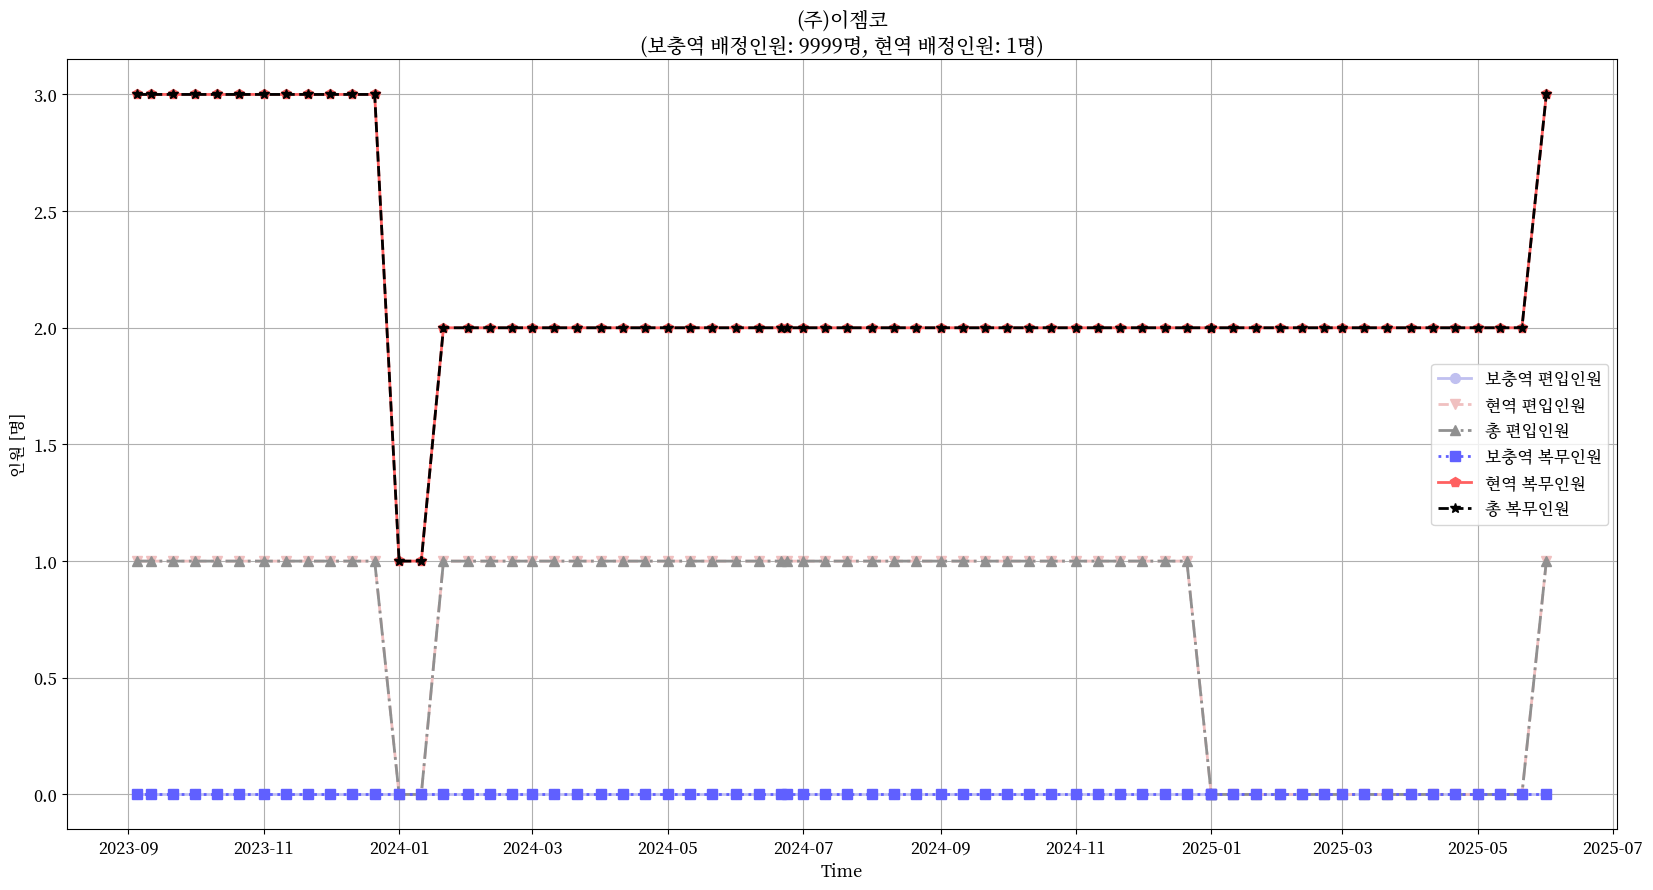 (주)이젬코
(보충역 배정인원: 9999명, 현역 배정인원: 1명)
인원 [명]
3.0
2.5
2.0
1.5
1.0
0.5
0.0
보충역 편입인원
현역 편입인원
총 편입인원
보충역 복무인원
현역 복무인원
총 복무인원
2023-09 2023-11 2024-01 2024-03 2024-05 2024-07 2024-09 2024-11 2025-01 2025-03 2025-05 2025-07
Time